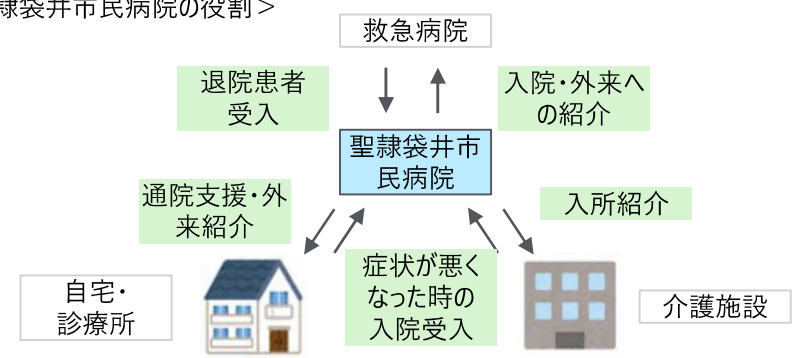 隷袋井市民病院の役割＞
救急病院
退院患者
受入
入院・外来へ
の紹介
聖隷袋井市
民病院
通院支援・外
来紹介
入所紹介
症状が悪く
なった時の
入院受入
自宅・
診療所
介護施設